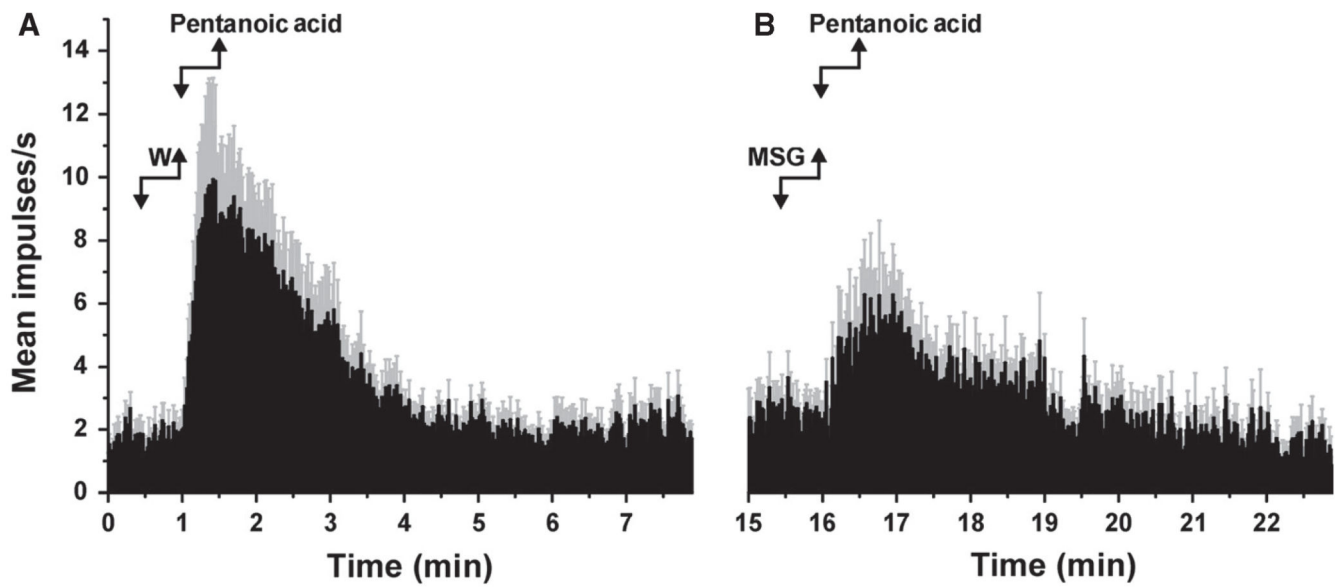 A
Pentanoic acid
W
Mean impulses/s
14
12
10
8
6
4
2
0
0 1 2 3 4 5 6 7
Time (min)
B
Pentanoic acid
MSG
15 16 17 18 19 20 21 22
Time (min)